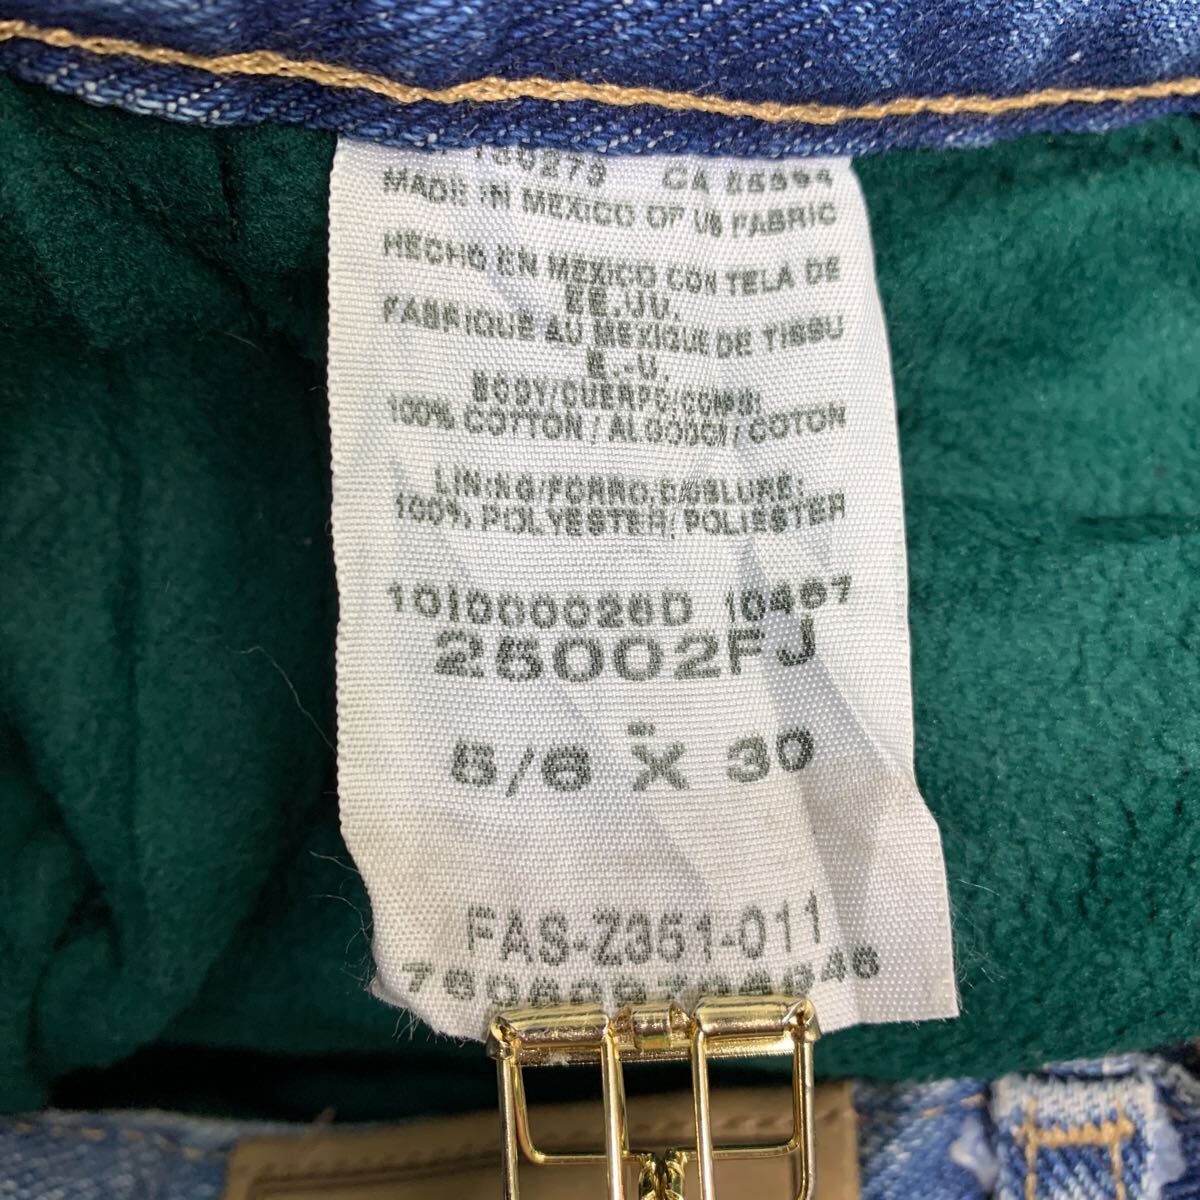 CA
MADE IN MEXICO OF US FABRIC
HECHO EN MEXICO CON TELA DE
EE.UU.
FABRIQUE AU MEXIQUE DE TISSU
E.-U.
BODY/CUERPO/CORPS:
100% COTTON / ALGODON / COTON
LINING/FORRO/DOUBLURE:
100% POLYESTER / POLIESTER
10467
5/6 X 30
FAS-Z351-011